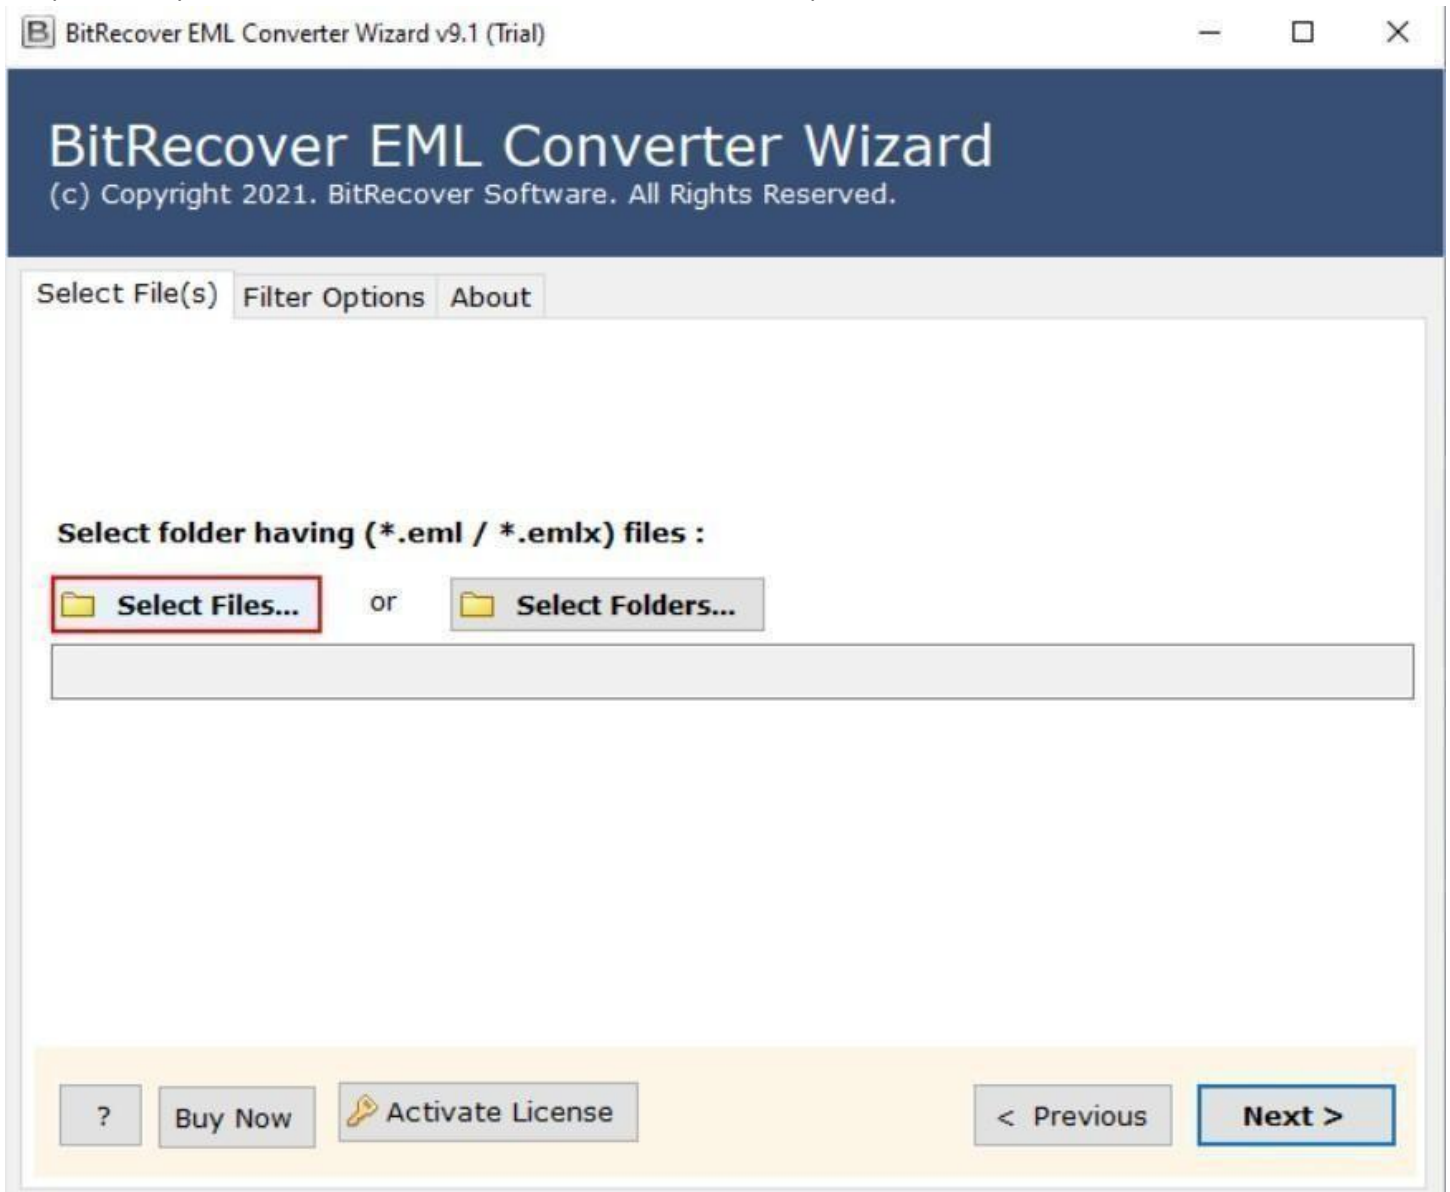 BitRecover EML Converter Wizard v9.1 (Trial)
BitRecover EML Converter Wizard
(c) Copyright 2021. BitRecover Software. All Rights Reserved.
Select File(s) Filter Options About
Select folder having (*.eml / *.emlx) files :
Select Files... or Select Folders...
? Buy Now Activate License < Previous Next >